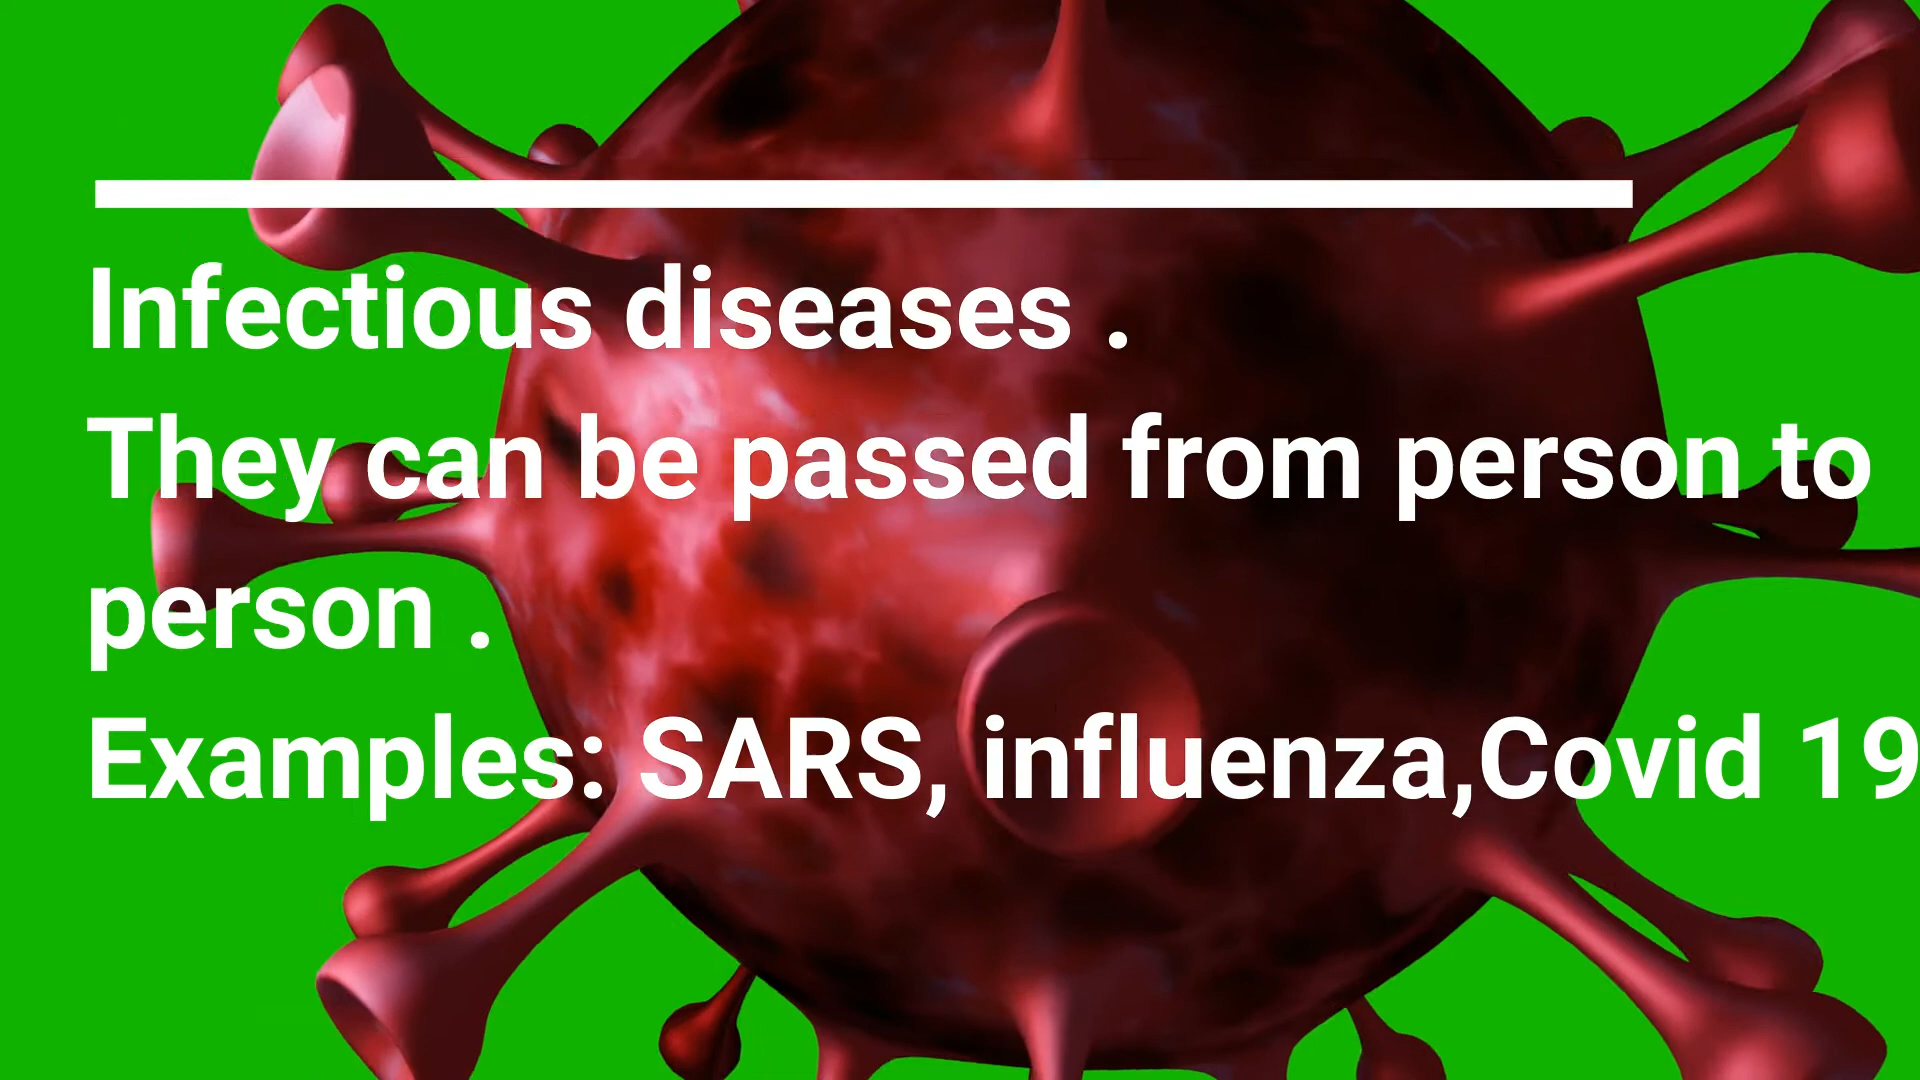 Infectious diseases .
They can be passed from person to
person .
Examples: SARS, influenza,Covid 19